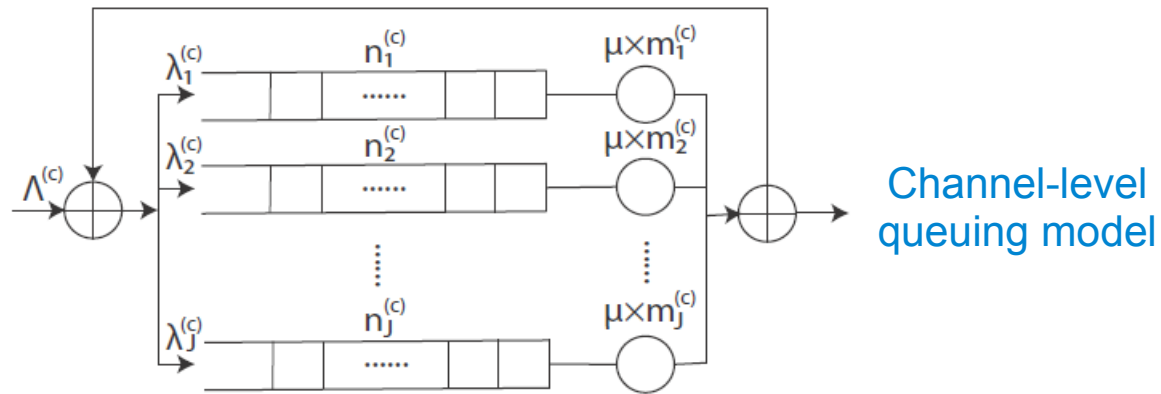 n₁⁽ᶜ⁾
μ×m₁⁽ᶜ⁾
λ₁⁽ᶜ⁾
......
n₂⁽ᶜ⁾
μ×m₂⁽ᶜ⁾
λ₂⁽ᶜ⁾
......
Λ⁽ᶜ⁾
Channel-level
queuing model
......
......
nJ⁽ᶜ⁾
μ×mJ⁽ᶜ⁾
λJ⁽ᶜ⁾
......